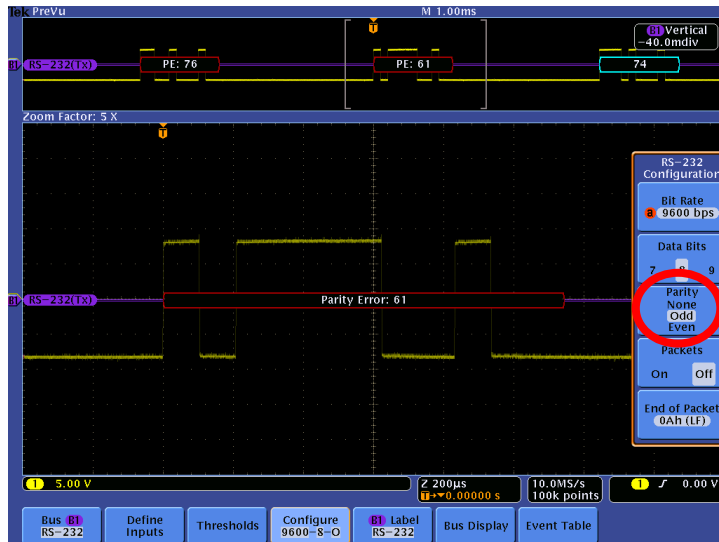 Tek PreVu
M 1.00ms
B1 Vertical
-40.0mdiv
B1 RS-232(Tx)
PE: 76
PE: 61
74
Zoom Factor: 5 X
RS-232
Configuration
Bit Rate
a 9600 bps
Data Bits
7 8 9
B1 RS-232(Tx)
Parity Error: 61
Parity
None
Odd
Even
Packets
On Off
End of Packet
0Ah (LF)
1 5.00 V
Z 200µs
T→▼0.00000 s
10.0MS/s
100k points
1 ∫ 0.00 V
Bus B1
RS-232
Define
Inputs
Thresholds
Configure
9600-8-O
B1 Label
RS-232
Bus Display
Event Table